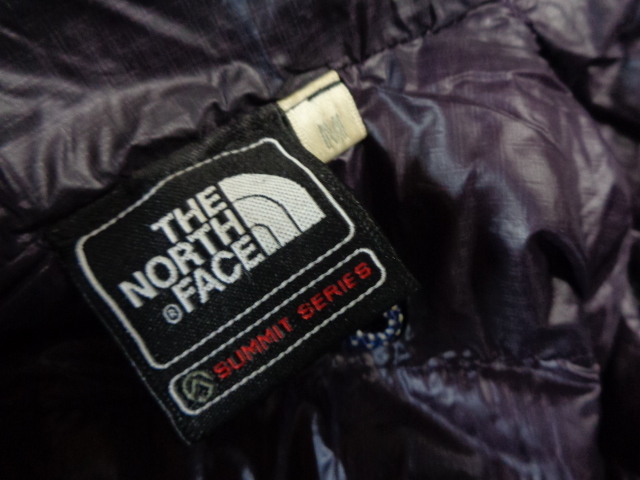 THE
NORTH
FACE
®
SUMMIT SERIES